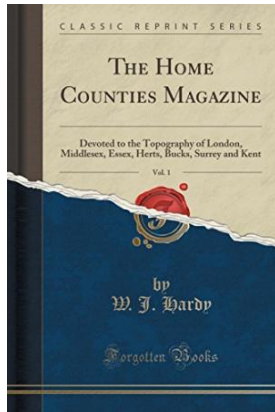 CLASSIC REPRINT SERIES
THE HOME
COUNTIES MAGAZINE
Devoted to the Topography of London,
Middlesex, Essex, Herts, Bucks, Surrey and Kent
Vol. 1
by
W. J. Hardy
Forgotten Books